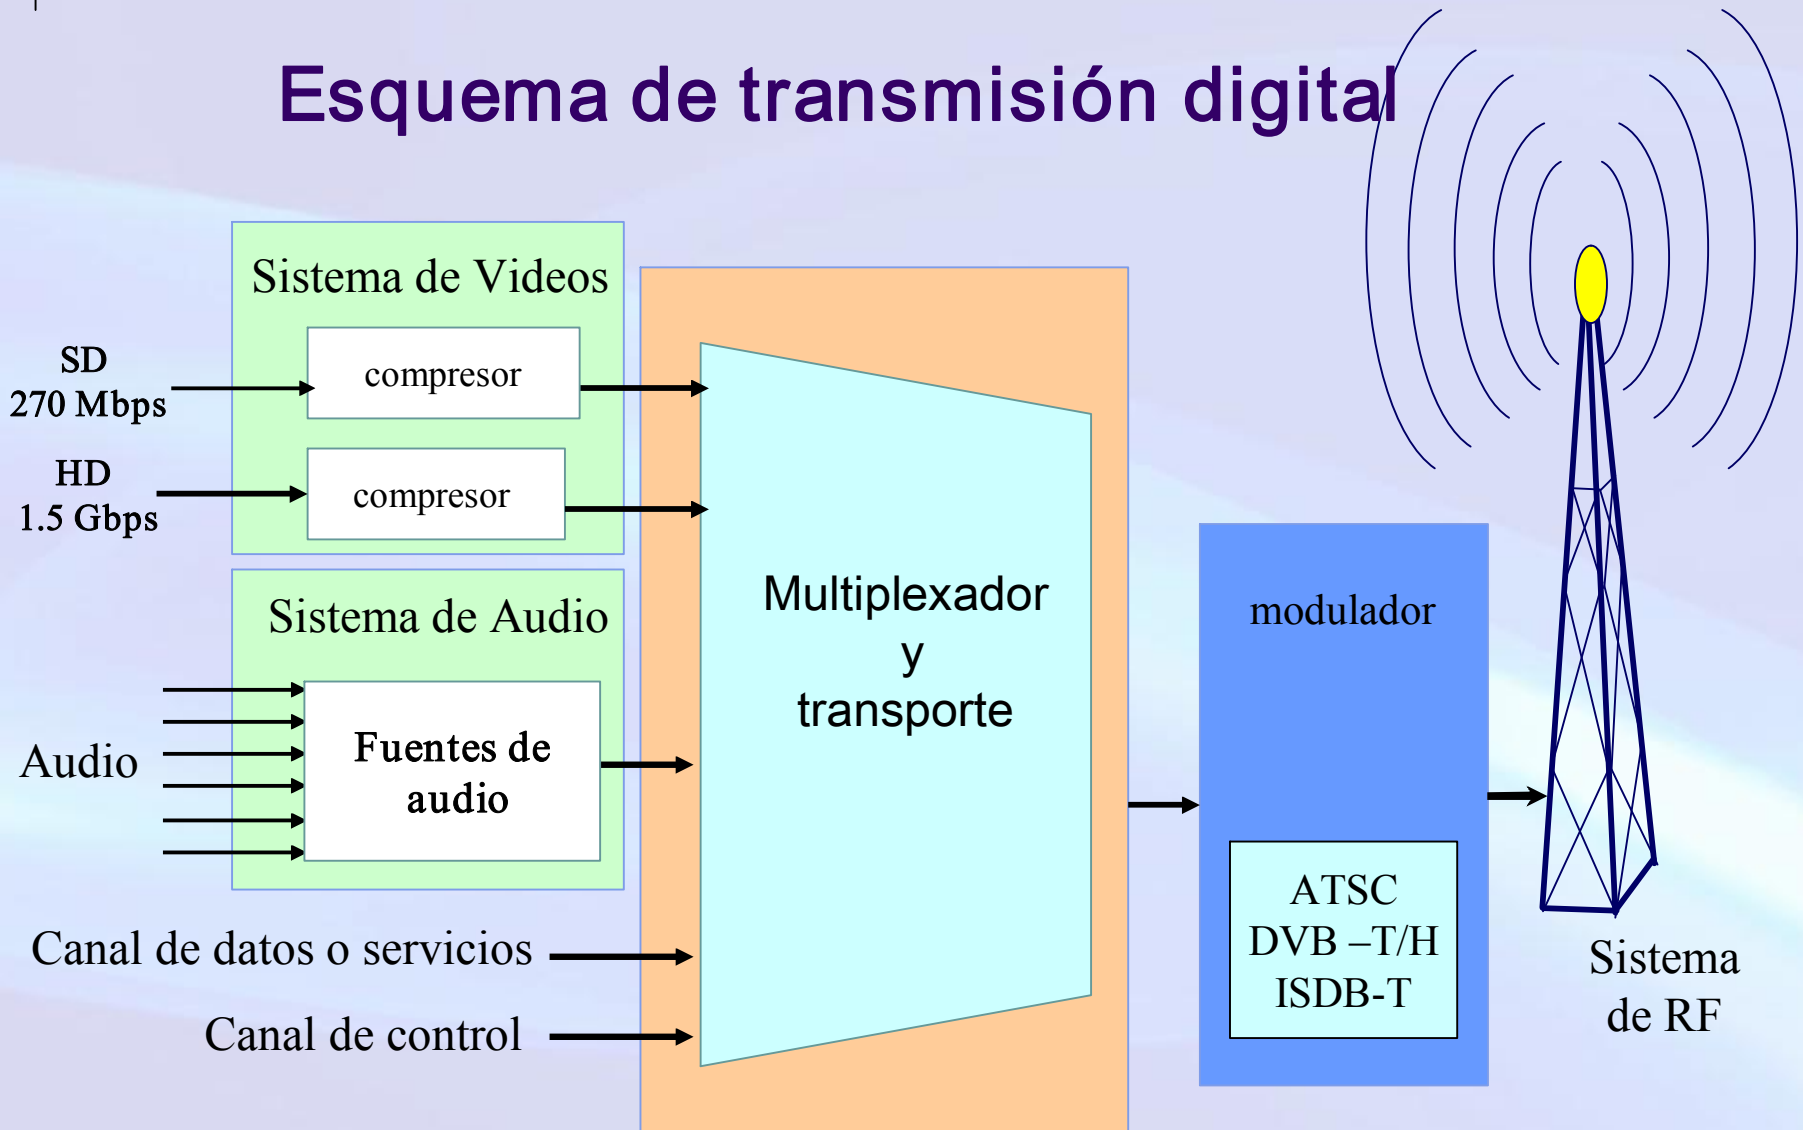 Esquema de transmisión digital
Sistema de Videos
SD
270 Mbps
compresor
HD
1.5 Gbps
compresor
Sistema de Audio
Audio
Fuentes de
audio
Canal de datos o servicios
Canal de control
Multiplexador
y
transporte
modulador
ATSC
DVB –T/H
ISDB-T
Sistema
de RF